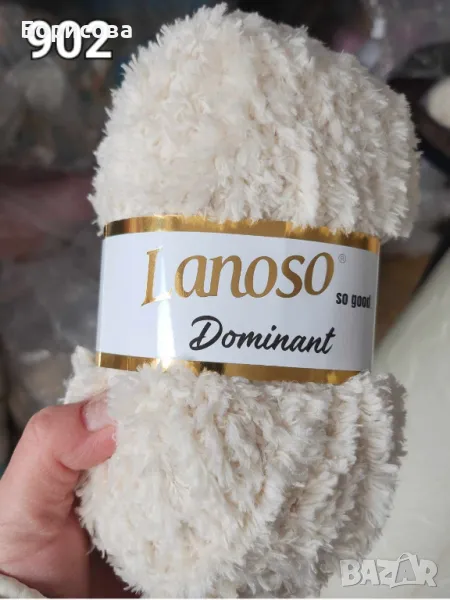 Борисова
902
Lanoso®
so good
Dominant
BAZAR